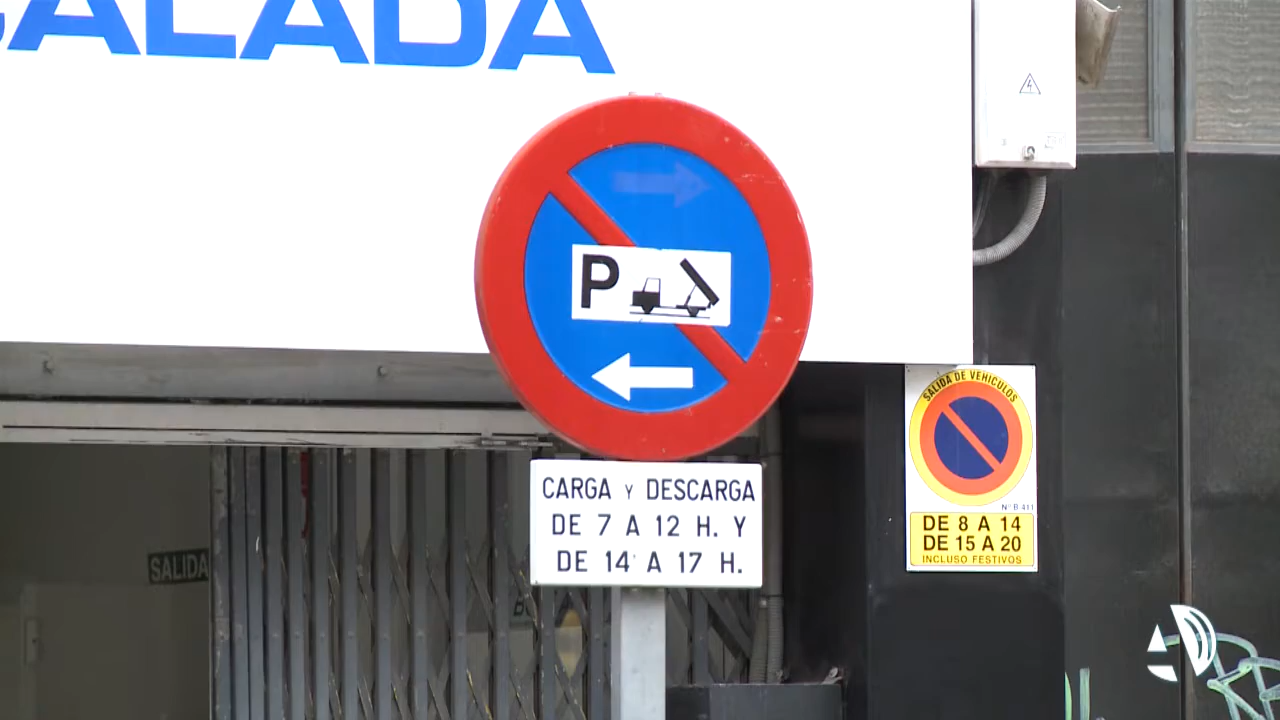 ALADA
P
CARGA Y DESCARGA
DE 7 A 12 H. Y
DE 14 A 17 H.
SALIDA DE VEHICULOS
Nº B 411
DE 8 A 14
DE 15 A 20
INCLUSO FESTIVOS
SALIDA